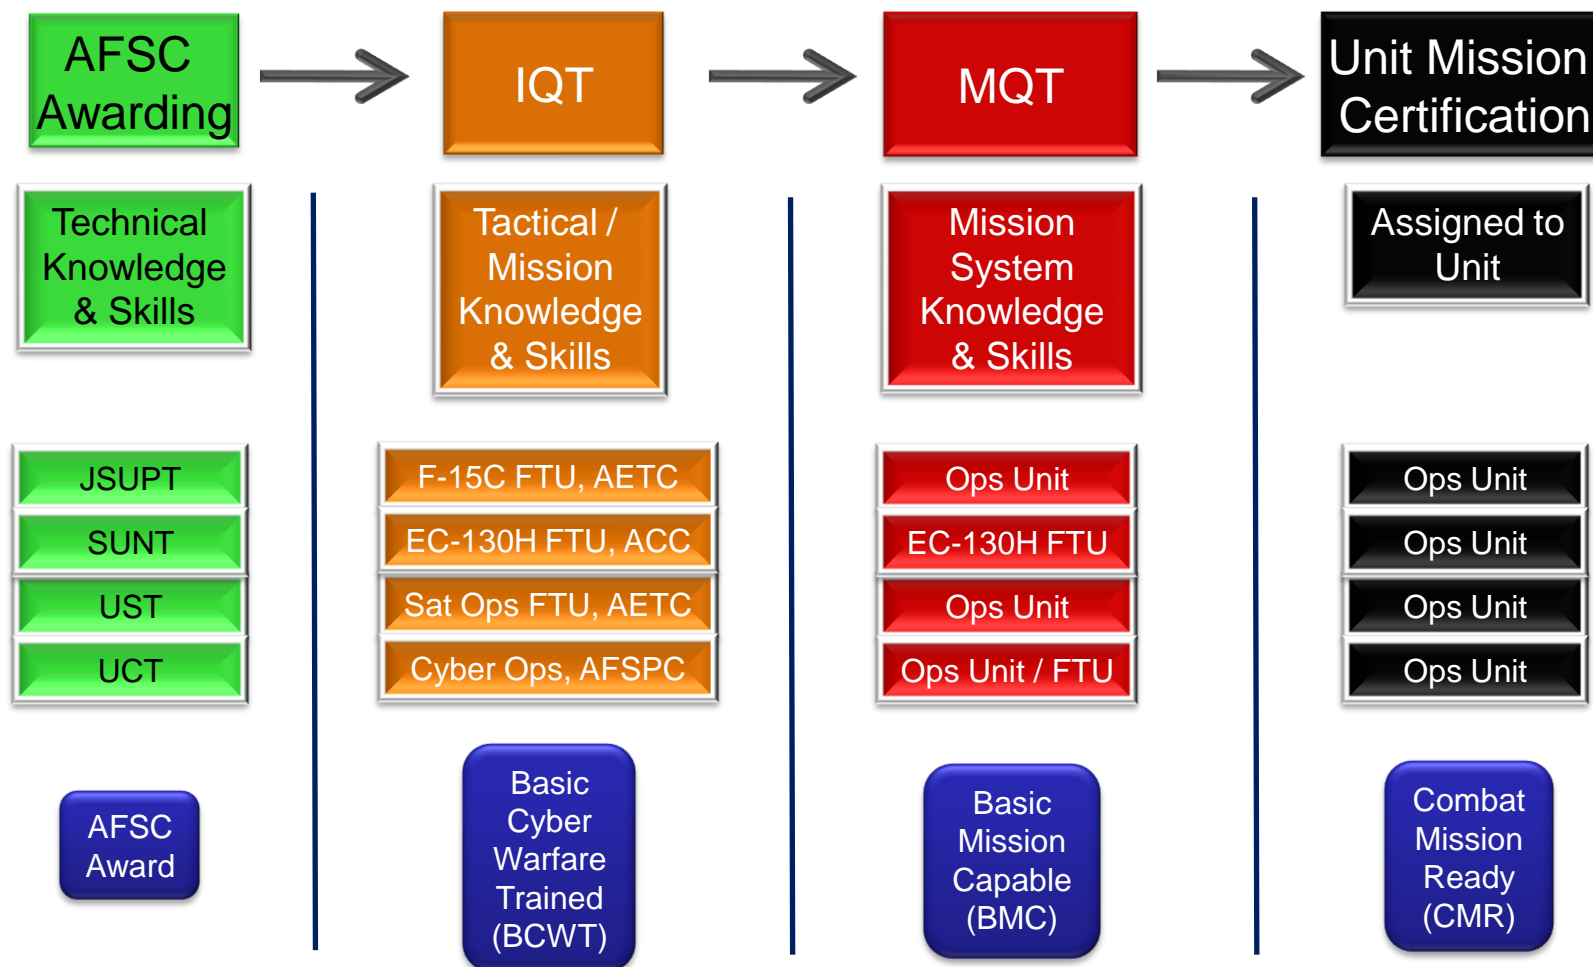 AFSC
Awarding
IQT
MQT
Unit Mission
Certification
Technical
Knowledge
& Skills
Tactical /
Mission
Knowledge
& Skills
Mission
System
Knowledge
& Skills
Assigned to
Unit
JSUPT
F-15C FTU, AETC
Ops Unit
Ops Unit
SUNT
EC-130H FTU, ACC
EC-130H FTU
Ops Unit
UST
Sat Ops FTU, AETC
Ops Unit
Ops Unit
UCT
Cyber Ops, AFSPC
Ops Unit / FTU
Ops Unit
AFSC
Award
Basic
Cyber
Warfare
Trained
(BCWT)
Basic
Mission
Capable
(BMC)
Combat
Mission
Ready
(CMR)